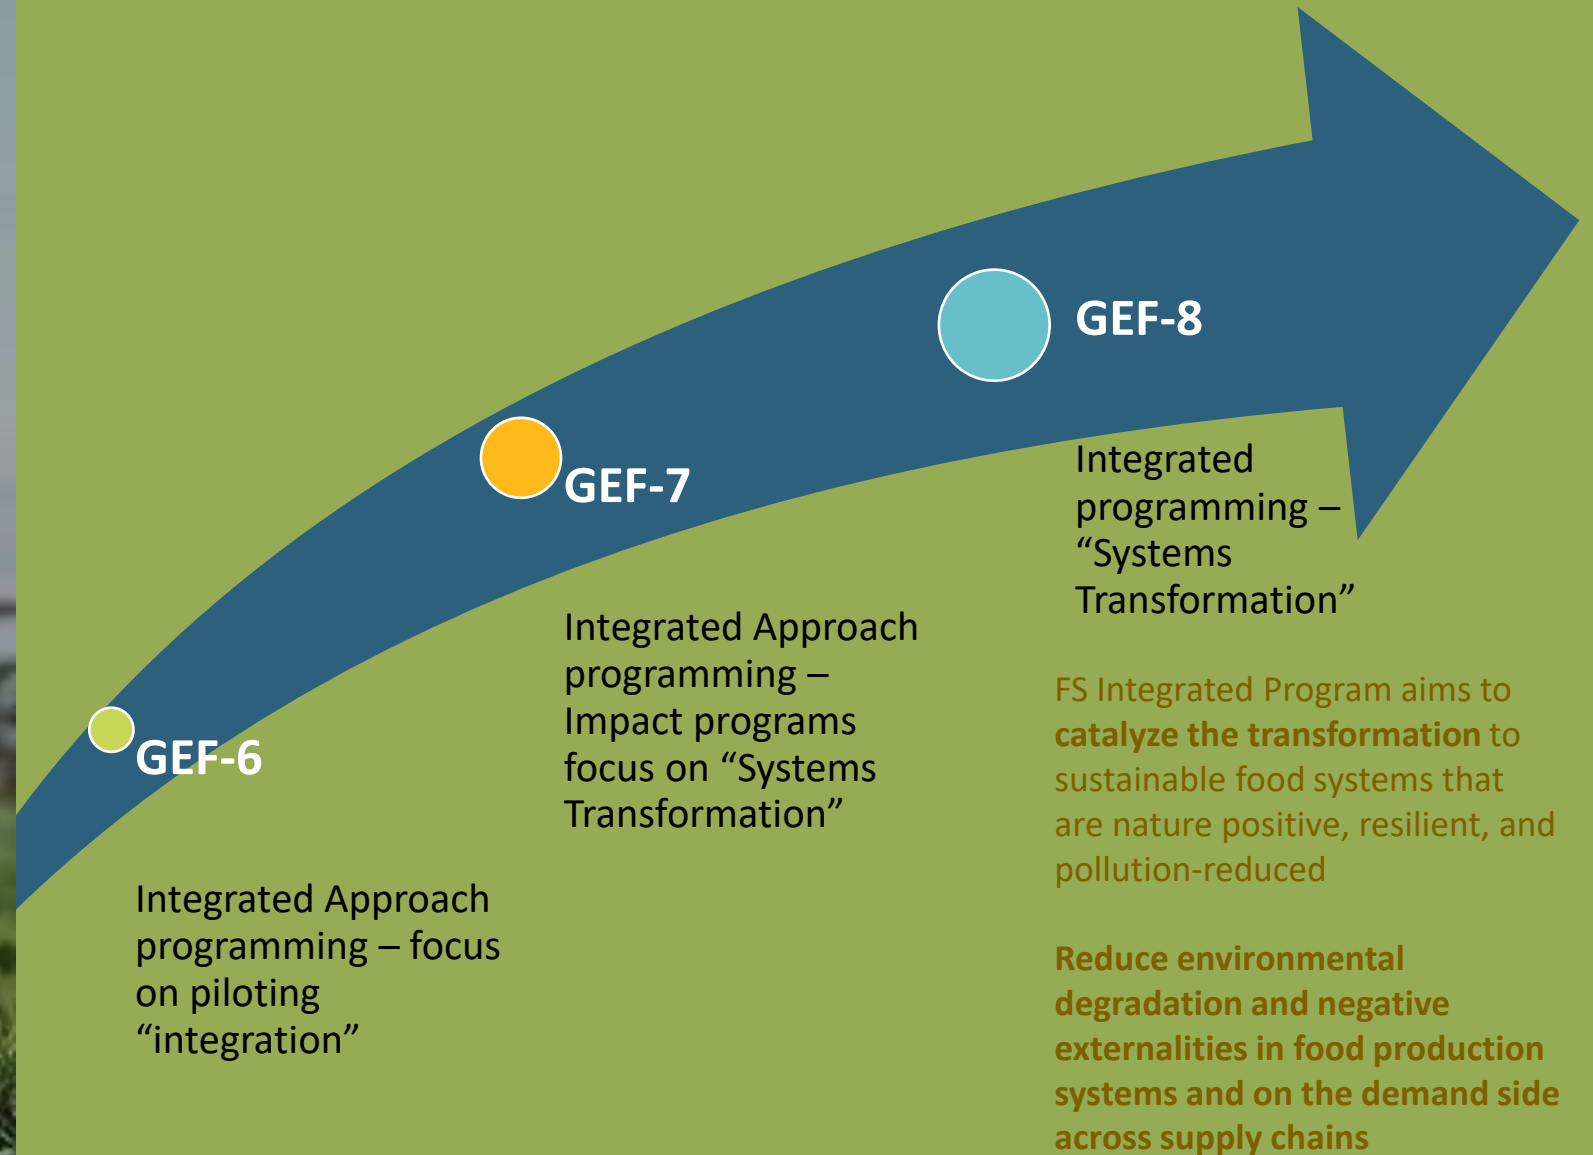 GEF-6
Integrated Approach
programming – focus
on piloting
“integration”
GEF-7
Integrated Approach
programming –
Impact programs
focus on “Systems
Transformation”
GEF-8
Integrated
programming –
“Systems
Transformation”
FS Integrated Program aims to
catalyze the transformation to
sustainable food systems that
are nature positive, resilient, and
pollution-reduced
Reduce environmental
degradation and negative
externalities in food production
systems and on the demand side
across supply chains